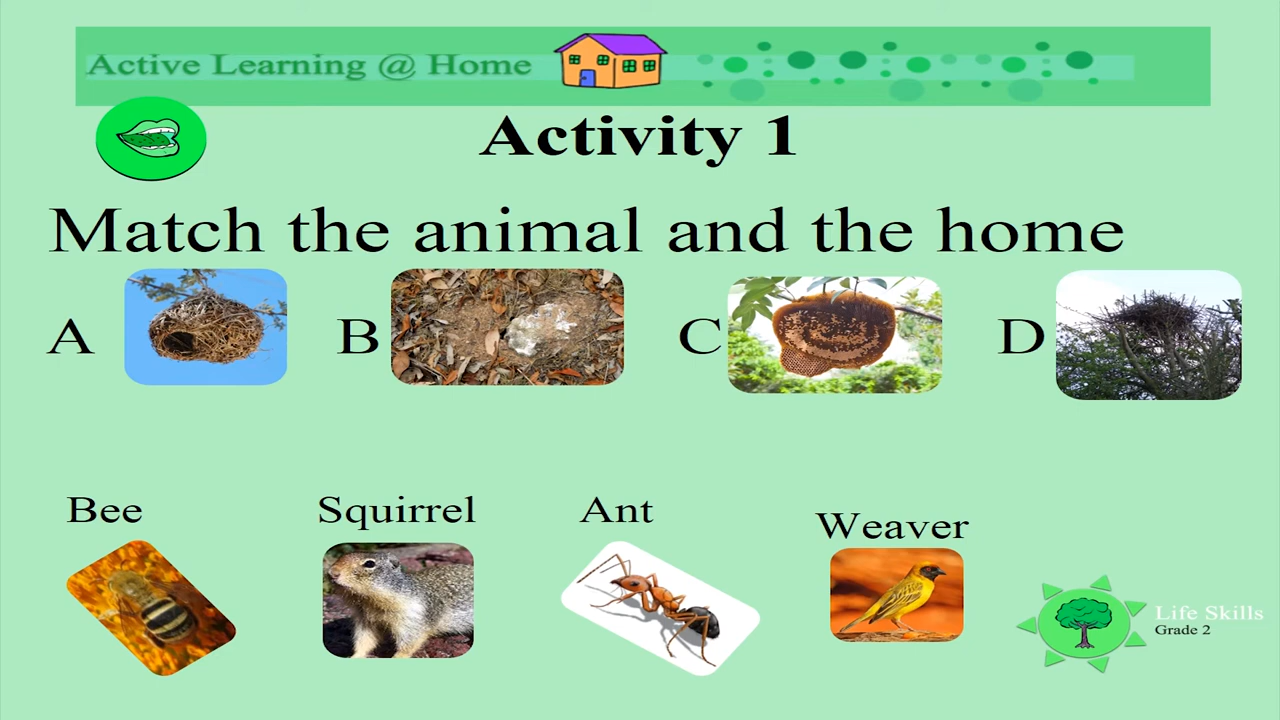 Active Learning @ Home
Activity 1
Match the animal and the home
A B C D
Bee Squirrel Ant Weaver
Life Skills
Grade 2